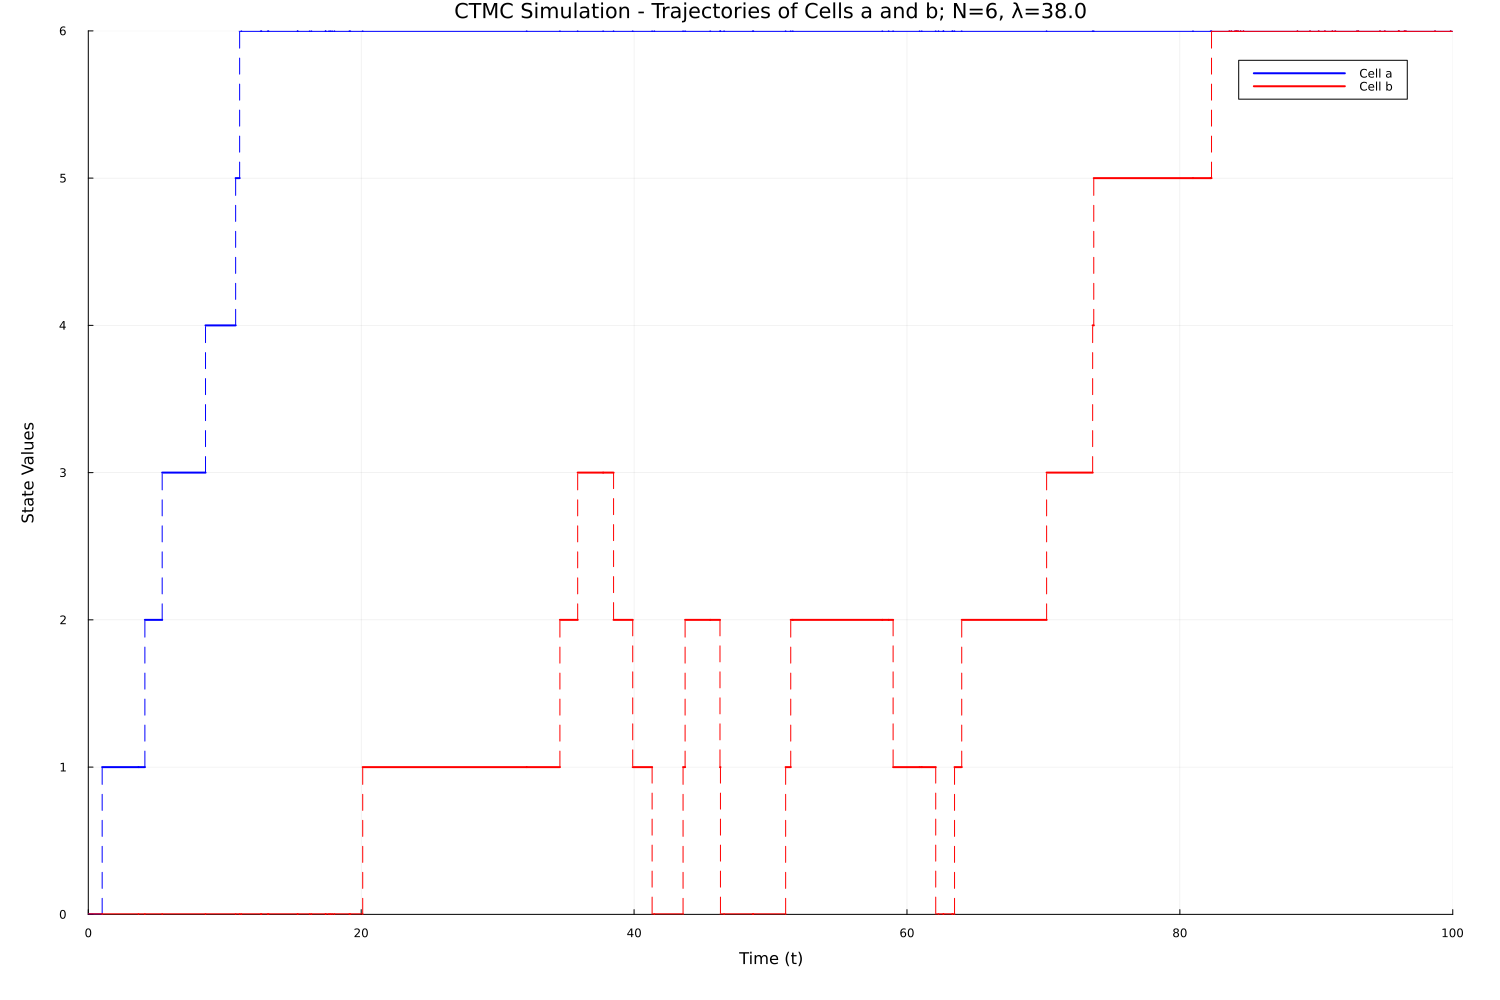 CTMC Simulation - Trajectories of Cells a and b; N=6, λ=38.0
6
Cell a
Cell b
5
4
3
2
1
0
State Values
0 20 40 60 80 100
Time (t)